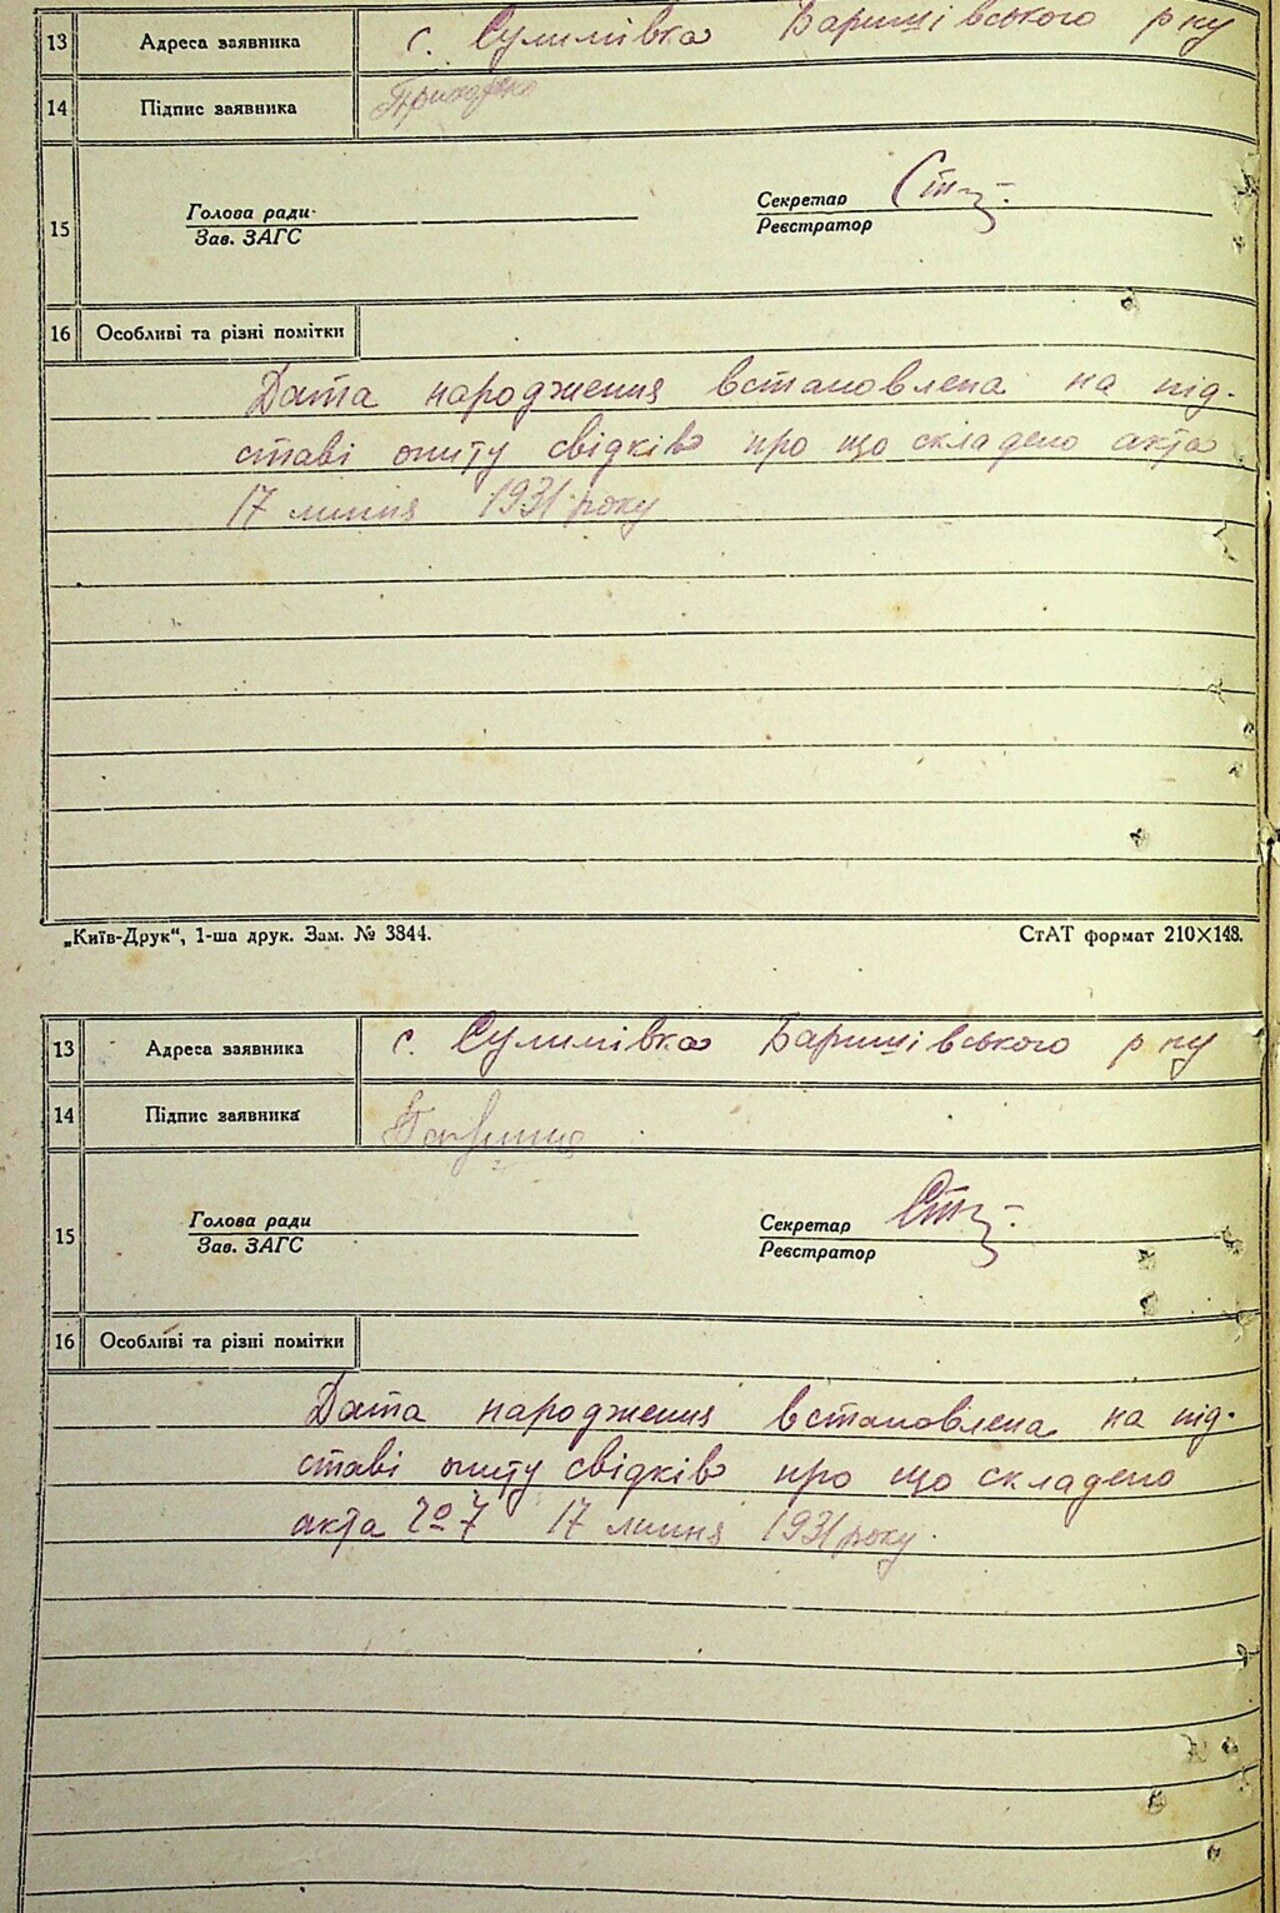 13 Адреса заявника с. Сулимівка Баришівського р ну
14 Підпис заявника
15 Голова ради Секретар
Зав. ЗАГС Реєстратор
16 Особливі та різні помітки
Дата народження встановлена на під-
ставі опиту свідків про що складено акта
17 липня 1931 року
„Київ-Друк“, 1-ша друк. Зам. № 3844. СтАТ формат 210×148.
13 Адреса заявника с. Сулимівка Баришівського р ну
14 Підпис заявника
15 Голова ради Секретар
Зав. ЗАГС Реєстратор
16 Особливі та різні помітки
Дата народження встановлена на під-
ставі опиту свідків про що складено
акта № 7 17 липня 1931 року.